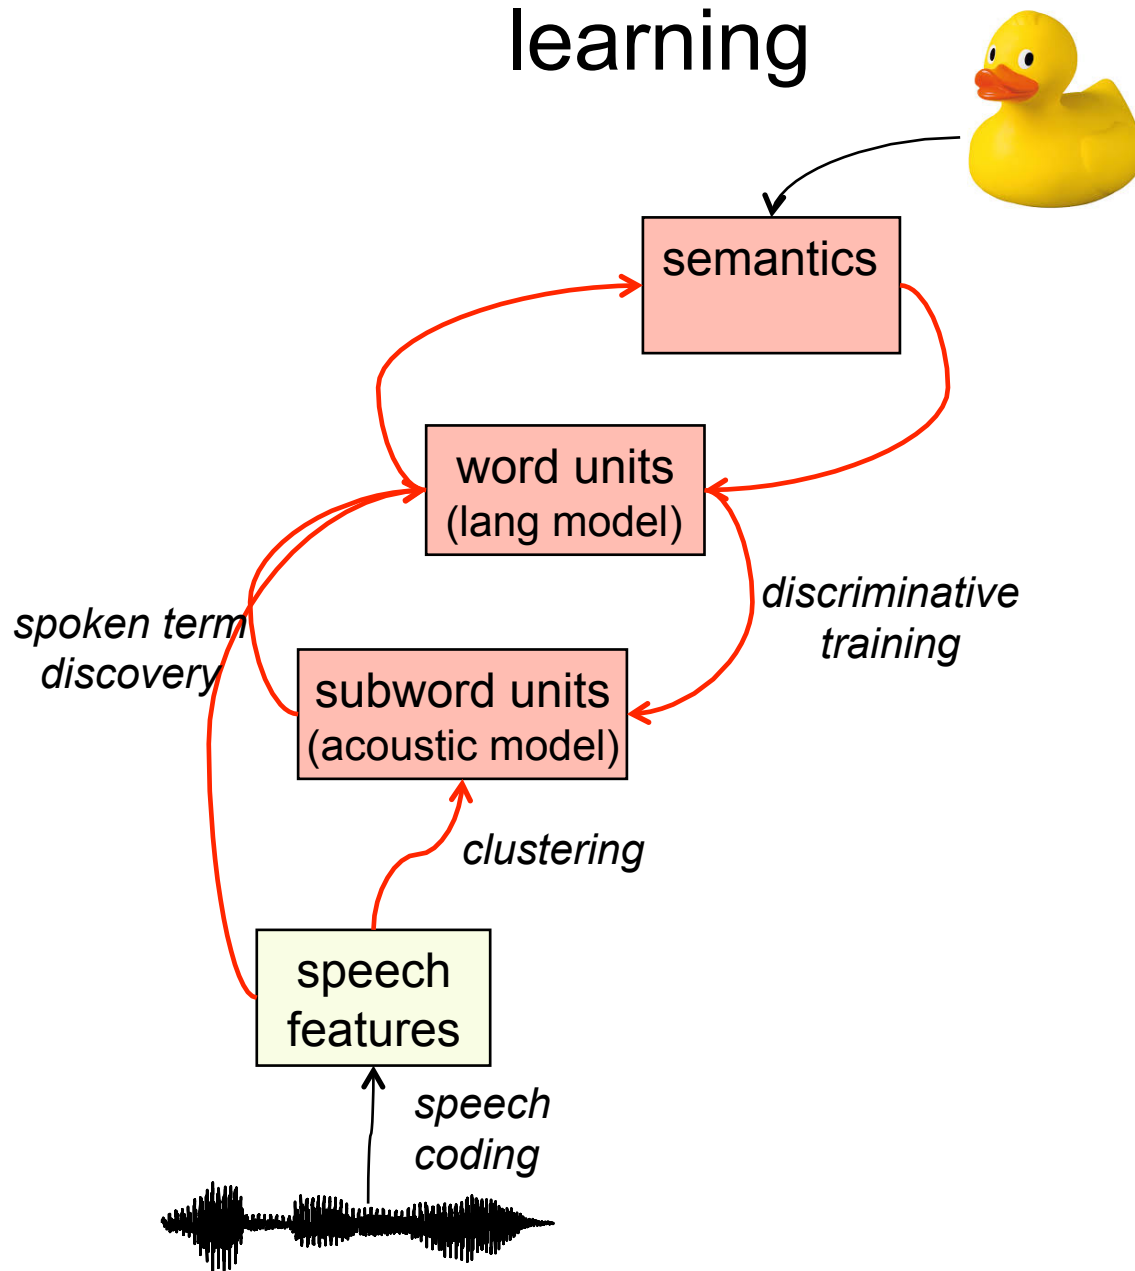 learning
semantics
word units
(lang model)
discriminative
training
spoken term
discovery
subword units
(acoustic model)
clustering
speech
features
speech
coding